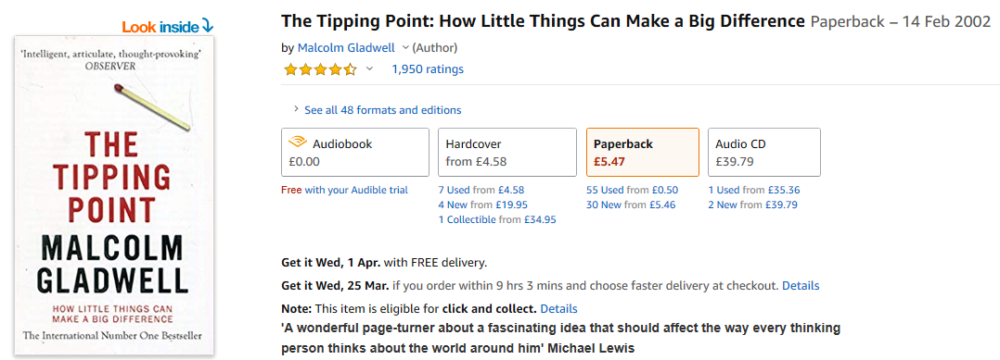 Look inside
'Intelligent, articulate, thought-provoking'
OBSERVER
THE
TIPPING
POINT
MALCOLM
GLADWELL
HOW LITTLE THINGS CAN
MAKE A BIG DIFFERENCE
The International Number One Bestseller
The Tipping Point: How Little Things Can Make a Big Difference Paperback – 14 Feb 2002
by Malcolm Gladwell (Author)
1,950 ratings
See all 48 formats and editions
Audiobook
£0.00
Free with your Audible trial
Hardcover
from £4.58
7 Used from £4.58
4 New from £19.95
1 Collectible from £34.95
Paperback
£5.47
55 Used from £0.50
30 New from £5.46
Audio CD
£39.79
1 Used from £35.36
2 New from £39.79
Get it Wed, 1 Apr. with FREE delivery.
Get it Wed, 25 Mar. if you order within 9 hrs 3 mins and choose faster delivery at checkout. Details
Note: This item is eligible for click and collect. Details
'A wonderful page-turner about a fascinating idea that should affect the way every thinking
person thinks about the world around him' Michael Lewis